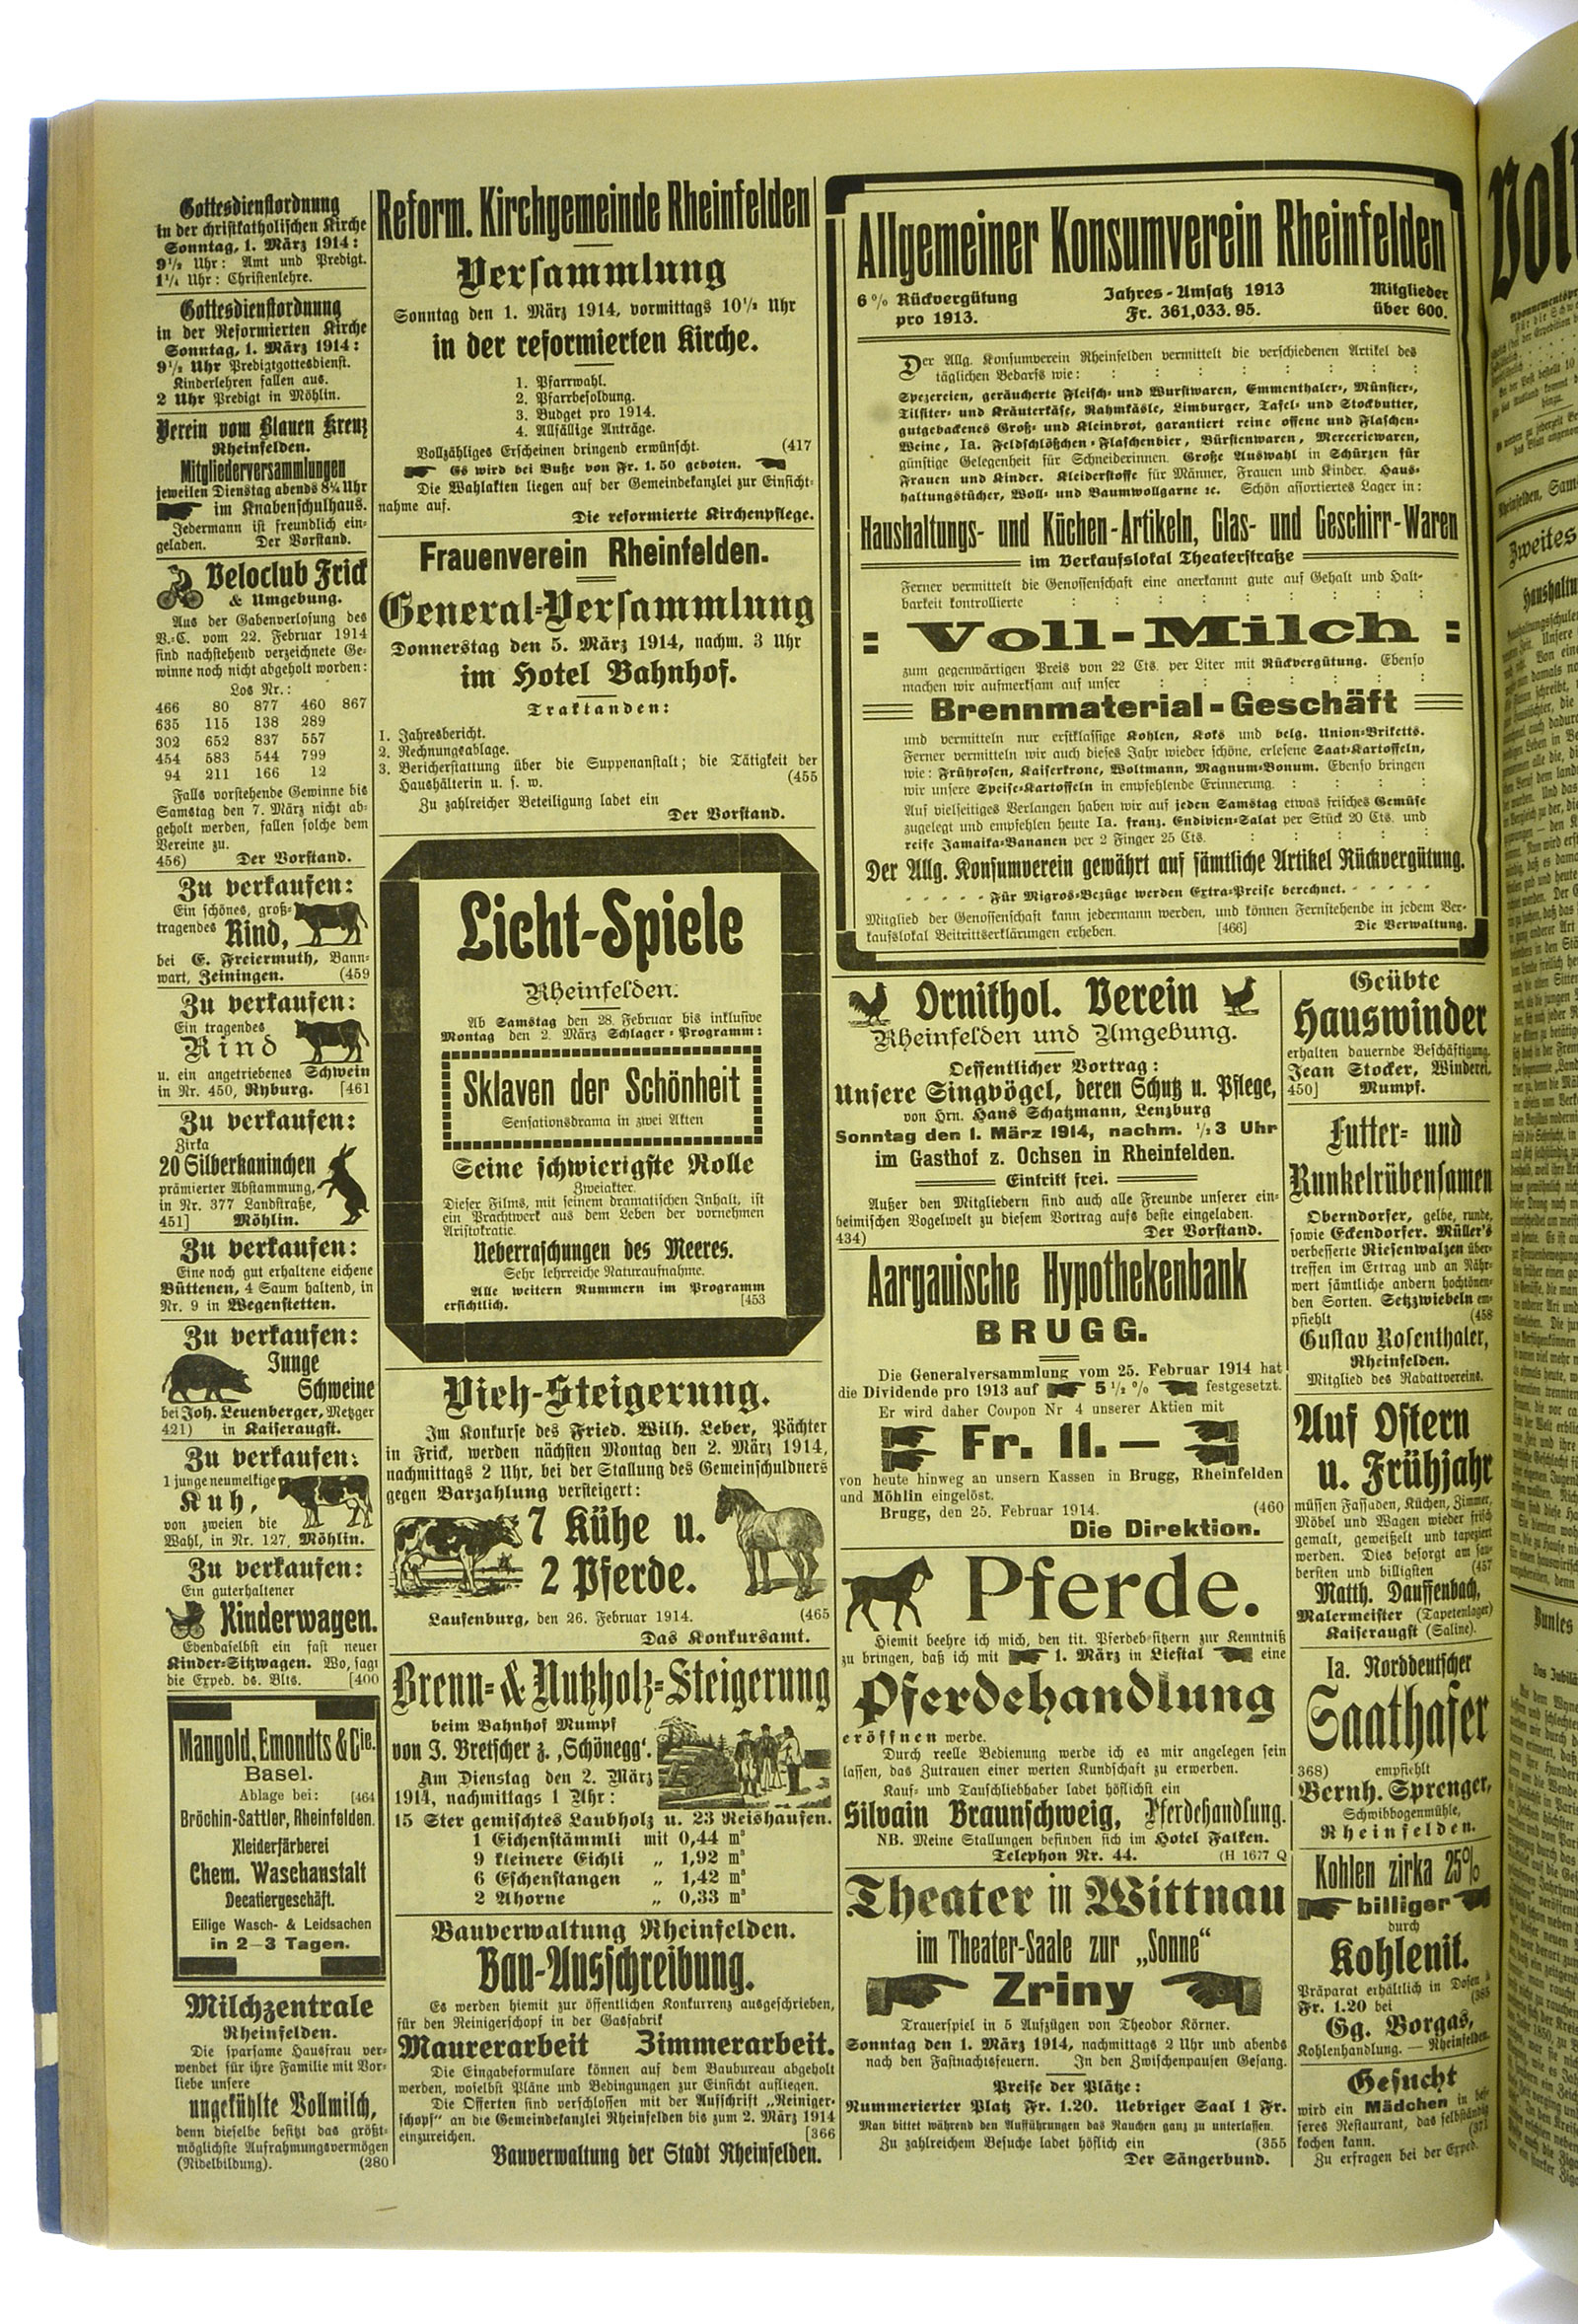 Gottesdienstordnung
in der christkatholischen Kirche
Sonntag, 1. März 1914:
9½ Uhr: Amt und Predigt.
1¼ Uhr: Christenlehre.
Gottesdienstordnung
in der Reformierten Kirche
Sonntag, 1. März 1914:
9½ Uhr Predigtgottesdienst.
Kinderlehren fallen aus.
2 Uhr Predigt in Möhlin.
Verein vom Blauen Kreuz
Rheinfelden.
Mitgliederversammlungen
jeweilen Dienstag abends 8¼ Uhr
im Knabenschulhaus.
Jedermann ist freundlich ein-
geladen. Der Vorstand.
Veloclub Frick
& Umgebung.
Aus der Gabenverlosung des
V.-C. vom 22. Februar 1914
sind nachstehend verzeichnete Ge-
winne noch nicht abgeholt worden:
Los Nr.:
466 80 877 460 867
635 115 138 289
302 652 837 557
454 583 544 799
94 211 166 12
Falls vorstehende Gewinne bis
Samstag den 7. März nicht ab-
geholt werden, fallen solche dem
Vereine zu.
456) Der Vorstand.
Zu verkaufen:
Ein schönes, groß-
tragendes Rind,
bei E. Freiermuth, Bann-
wart, Zeiningen. (459
Zu verkaufen:
Ein tragendes
Rind
u. ein angetriebenes Schwein
in Nr. 450, Ryburg. [461
Zu verkaufen:
Zirka
20 Silberkaninchen
prämierter Abstammung,
in Nr. 377 Landstraße,
451] Möhlin.
Zu verkaufen:
Eine noch gut erhaltene eichene
Büttenen, 4 Saum haltend, in
Nr. 9 in Wegenstetten.
Zu verkaufen:
Junge
Schweine
bei Joh. Leuenberger, Metzger
421) in Kaiseraugst.
Zu verkaufen:
1 junge neumelkige
Kuh,
von zweien die
Wahl, in Nr. 127, Möhlin.
Zu verkaufen:
Ein guterhaltener
Kinderwagen.
Ebendaselbst ein fast neuer
Kinder-Sitzwagen. Wo, sagt
die Exped. ds. Blts. [400
Mangold, Emondts & Cie.
Basel.
Ablage bei: [464
Bröchin-Sattler, Rheinfelden.
Kleiderfärberei
Chem. Waschanstalt
Decatiergeschäft.
Eilige Wasch- & Leidsachen
in 2—3 Tagen.
Milchzentrale
Rheinfelden.
Die sparsame Hausfrau ver-
wendet für ihre Familie mit Vor-
liebe unsere
ungekühlte Vollmilch,
denn dieselbe besitzt das größt-
möglichste Aufrahmungsvermögen
(Nidelbildung). (280
Reform. Kirchgemeinde Rheinfelden
Versammlung
Sonntag den 1. März 1914, vormittags 10½ Uhr
in der reformierten Kirche.
1. Pfarrwahl.
2. Pfarrbesoldung.
3. Budget pro 1914.
4. Allfällige Anträge.
Vollzähliges Erscheinen dringend erwünscht. (417
Es wird bei Buße von Fr. 1.50 geboten.
Die Wahlakten liegen auf der Gemeindekanzlei zur Einsicht-
nahme auf.
Die reformierte Kirchenpflege.
Frauenverein Rheinfelden.
General-Versammlung
Donnerstag den 5. März 1914, nachm. 3 Uhr
im Hotel Bahnhof.
Traktanden:
1. Jahresbericht.
2. Rechnungsablage.
3. Bericherstattung über die Suppenanstalt; die Tätigkeit der
Haushälterin u. s. w. (455
Zu zahlreicher Beteiligung ladet ein
Der Vorstand.
Licht-Spiele
Rheinfelden.
Ab Samstag den 28. Februar bis inklusive
Montag den 2. März Schlager-Programm:
Sklaven der Schönheit
Sensationsdrama in zwei Akten
Seine schwierigste Rolle
Zweiakter.
Dieser Films, mit seinem dramatischen Inhalt, ist
ein Prachtwerk aus dem Leben der vornehmen
Aristokratie.
Ueberraschungen des Meeres.
Sehr lehrreiche Naturaufnahme.
Alle weitern Nummern im Programm
ersichtlich. [453
Vieh-Steigerung.
Im Konkurse des Fried. Wilh. Leber, Pächter
in Frick, werden nächsten Montag den 2. März 1914,
nachmittags 2 Uhr, bei der Stallung des Gemeinschuldners
gegen Barzahlung versteigert:
7 Kühe u.
2 Pferde.
Laufenburg, den 26. Februar 1914. (465
Das Konkursamt.
Brenn- & Nutzholz-Steigerung
beim Bahnhof Mumpf
von J. Bretscher z. „Schönegg“.
Am Dienstag den 2. März
1914, nachmittags 1 Uhr:
15 Ster gemischtes Laubholz u. 23 Reishaufen.
1 Eichenstämmli mit 0,44 m³
9 kleinere Eichli „ 1,92 m³
6 Eschenstangen „ 1,42 m³
2 Ahorne „ 0,33 m³
Bauverwaltung Rheinfelden.
Bau-Ausschreibung.
Es werden hiemit zur öffentlichen Konkurrenz ausgeschrieben,
für den Reinigerschopf in der Gasfabrik
Maurerarbeit Zimmerarbeit.
Die Eingabeformulare können auf dem Baubureau abgeholt
werden, woselbst Pläne und Bedingungen zur Einsicht aufliegen.
Die Offerten sind verschlossen mit der Aufschrift „Reiniger-
schopf“ an die Gemeindekanzlei Rheinfelden bis zum 2. März 1914
einzureichen. [366
Bauverwaltung der Stadt Rheinfelden.
Allgemeiner Konsumverein Rheinfelden
6% Rückvergütung
pro 1913.
Jahres-Umsatz 1913
Fr. 361,033.95.
Mitglieder
über 600.
Der Allg. Konsumverein Rheinfelden vermittelt die verschiedenen Artikel des
täglichen Bedarfs wie: : : : : : : :
Spezereien, geräucherte Fleisch- und Wurstwaren, Emmenthaler-, Münster-,
Tilsiter- und Kräuterkäse, Rahmkäsle, Limburger, Tafel- und Stockbutter,
gutgebackenes Groß- und Kleinbrot, garantiert reine offene und Flaschen-
Weine, Ia. Feldschlößchen-Flaschenbier, Bürstenwaren, Merceriewaren,
günstige Gelegenheit für Schneiderinnen. Große Auswahl in Schürzen für
Frauen und Kinder. Kleiderstoffe für Männer, Frauen und Kinder. Haus-
haltungstücher, Woll- und Baumwollgarne 2c. Schön assortiertes Lager in:
Haushaltungs- und Küchen-Artikeln, Glas- und Geschirr-Waren
im Verkaufslokal Theaterstraße
Ferner vermittelt die Genossenschaft eine anerkannt gute auf Gehalt und Halt-
barkeit kontrollierte : : : : : : : : :
: Voll-Milch :
zum gegenwärtigen Preis von 22 Cts. per Liter mit Rückvergütung. Ebenso
machen wir aufmerksam auf unser : : : : : : :
Brennmaterial-Geschäft
und vermitteln nur erstklassige Kohlen, Koks und belg. Union-Briketts.
Ferner vermitteln wir auch dieses Jahr wieder schöne, erlesene Saat-Kartoffeln,
wie: Frührosen, Kaiserkrone, Woltmann, Magnum-Bonum. Ebenso bringen
wir unsere Speise-Kartoffeln in empfehlende Erinnerung. : : : :
Auf vielseitiges Verlangen haben wir auf jeden Samstag etwas frisches Gemüse
zugelegt und empfehlen heute Ia. franz. Endivien-Salat per Stück 20 Cts. und
reife Jamaika-Bananen per 2 Finger 25 Cts. : : : : : :
Der Allg. Konsumverein gewährt auf sämtliche Artikel Rückvergütung.
- - - - - Für Migros-Bezüge werden Extra-Preise berechnet. - - - - - -
Mitglied der Genossenschaft kann jedermann werden, und können Fernstehende in jedem Ver-
kaufslokal Beitrittserklärungen erheben. [466] Die Verwaltung.
Ornithol. Verein
Rheinfelden und Umgebung.
Oeffentlicher Vortrag:
Unsere Singvögel, deren Schutz u. Pflege,
von Hrn. Hans Schatzmann, Lenzburg
Sonntag den 1. März 1914, nachm. ½3 Uhr
im Gasthof z. Ochsen in Rheinfelden.
Eintritt frei.
Außer den Mitgliedern sind auch alle Freunde unserer ein-
heimischen Vogelwelt zu diesem Vortrag aufs beste eingeladen.
434) Der Vorstand.
Aargauische Hypothekenbank
BRUGG.
Die Generalversammlung vom 25. Februar 1914 hat
die Dividende pro 1913 auf 5½% festgesetzt.
Er wird daher Coupon Nr 4 unserer Aktien mit
Fr. 11.—
von heute hinweg an unsern Kassen in Brugg, Rheinfelden
und Möhlin eingelöst.
Brugg, den 25. Februar 1914. (460
Die Direktion.
Pferde.
Hiemit beehre ich mich, den tit. Pferdebesitzern zur Kenntniß
zu bringen, daß ich mit 1. März in Liestal eine
Pferdehandlung
eröffnen werde.
Durch reelle Bedienung werde ich es mir angelegen sein
lassen, das Zutrauen einer werten Kundschaft zu erwerben.
Kauf- und Tauschliebhaber ladet höflichst ein
Silvain Braunschweig, Pferdehandlung.
NB. Meine Stallungen befinden sich im Hotel Falken.
Telephon Nr. 44. (H 1677 Q
Theater in Wittnau
im Theater-Saale zur „Sonne“
Zriny
Trauerspiel in 5 Aufzügen von Theodor Körner.
Sonntag den 1. März 1914, nachmittags 2 Uhr und abends
nach den Fastnachtsfeuern. In den Zwischenpausen Gesang.
Preise der Plätze:
Nummerierter Platz Fr. 1.20. Uebriger Saal 1 Fr.
Man bittet während den Aufführungen das Rauchen ganz zu unterlassen.
Zu zahlreichem Besuche ladet höflich ein (355
Der Sängerbund.
Geübte
Hauswinder
erhalten dauernde Beschäftigung.
Jean Stocker, Winderei,
450] Mumpf.
Futter- und
Runkelrübensamen
Oberndorfer, gelbe, runde,
sowie Eckendorfer. Müller's
verbesserte Riesenwalzen über-
treffen im Ertrag und an Nähr-
wert sämtliche andern hochtönen-
den Sorten. Setzzwiebeln em-
pfiehlt (458
Gustav Rosenthaler,
Rheinfelden.
Mitglied des Rabattvereins.
Auf Ostern
u. Frühjahr
müssen Fassaden, Küchen, Zimmer,
Möbel und Wagen wieder frisch
gemalt, geweißelt und tapeziert
werden. Dies besorgt am sau-
bersten und billigsten (457
Matth. Dauffenbach,
Malermeister (Tapetenlager)
Kaiseraugst (Saline).
Ia. Norddeutscher
Saathafer
368) empfiehlt
Bernh. Sprenger,
Schwibbogenmühle,
Rheinfelden.
Kohlen zirka 25%
billiger
durch
Kohlenit.
Präparat erhältlich in Dosen à
Fr. 1.20 bei (385
Gg. Borgas,
Kohlenhandlung. — Rheinfelden.
Gesucht
wird ein Mädchen in bes-
seres Restaurant, das selbständig
kochen kann. (371
Zu erfragen bei der Exped.
Rheinfelden, Sams
Zweites
Buntes